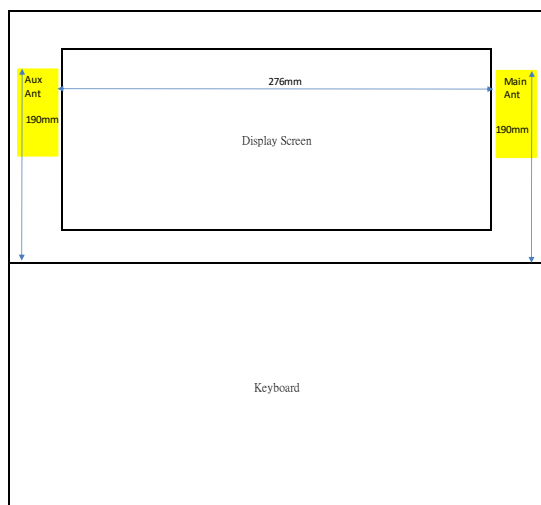 Aux
Ant
190mm
276mm
Main
Ant
190mm
Display Screen
Keyboard